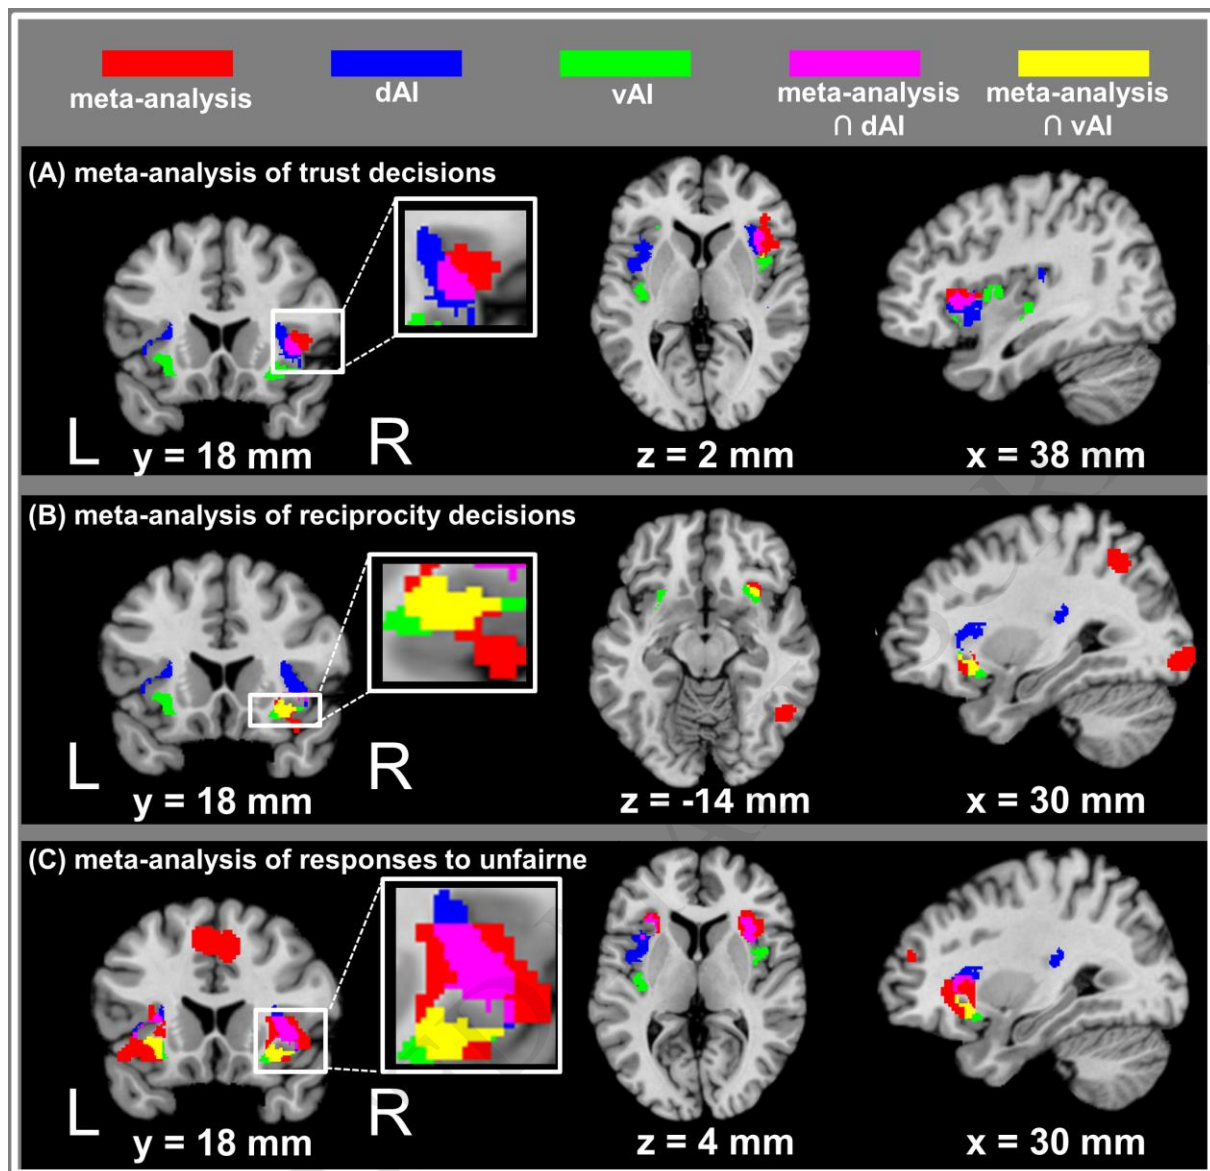 meta-analysis
dAI
vAI
meta-analysis
∩ dAI
meta-analysis
∩ vAI
(A) meta-analysis of trust decisions
L
R
y = 18 mm
z = 2 mm
x = 38 mm
(B) meta-analysis of reciprocity decisions
L
R
y = 18 mm
z = -14 mm
x = 30 mm
(C) meta-analysis of responses to unfairne
L
R
y = 18 mm
z = 4 mm
x = 30 mm